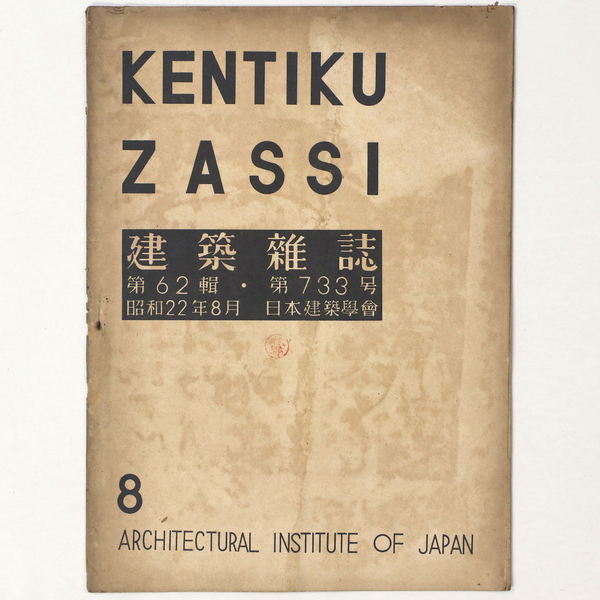 KENTIKU
ZASSI
建築雜誌
第62輯・第733号
昭和22年8月 日本建築學會
8
ARCHITECTURAL INSTITUTE OF JAPAN